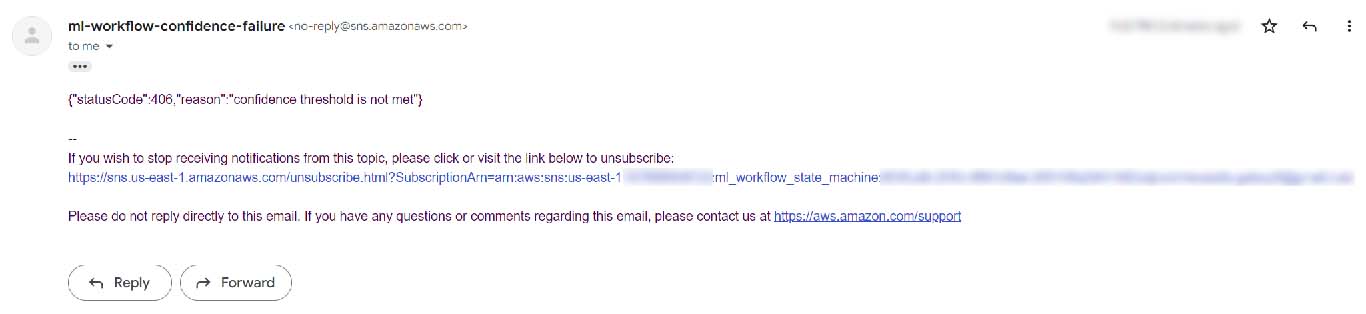 ml-workflow-confidence-failure <no-reply@sns.amazonaws.com>
to me
{"statusCode":406,"reason":"confidence threshold is not met"}
--
If you wish to stop receiving notifications from this topic, please click or visit the link below to unsubscribe:
https://sns.us-east-1.amazonaws.com/unsubscribe.html?SubscriptionArn=arn:aws:sns:us-east-1 :ml_workflow_state_machine:
Please do not reply directly to this email. If you have any questions or comments regarding this email, please contact us at https://aws.amazon.com/support
Reply
Forward